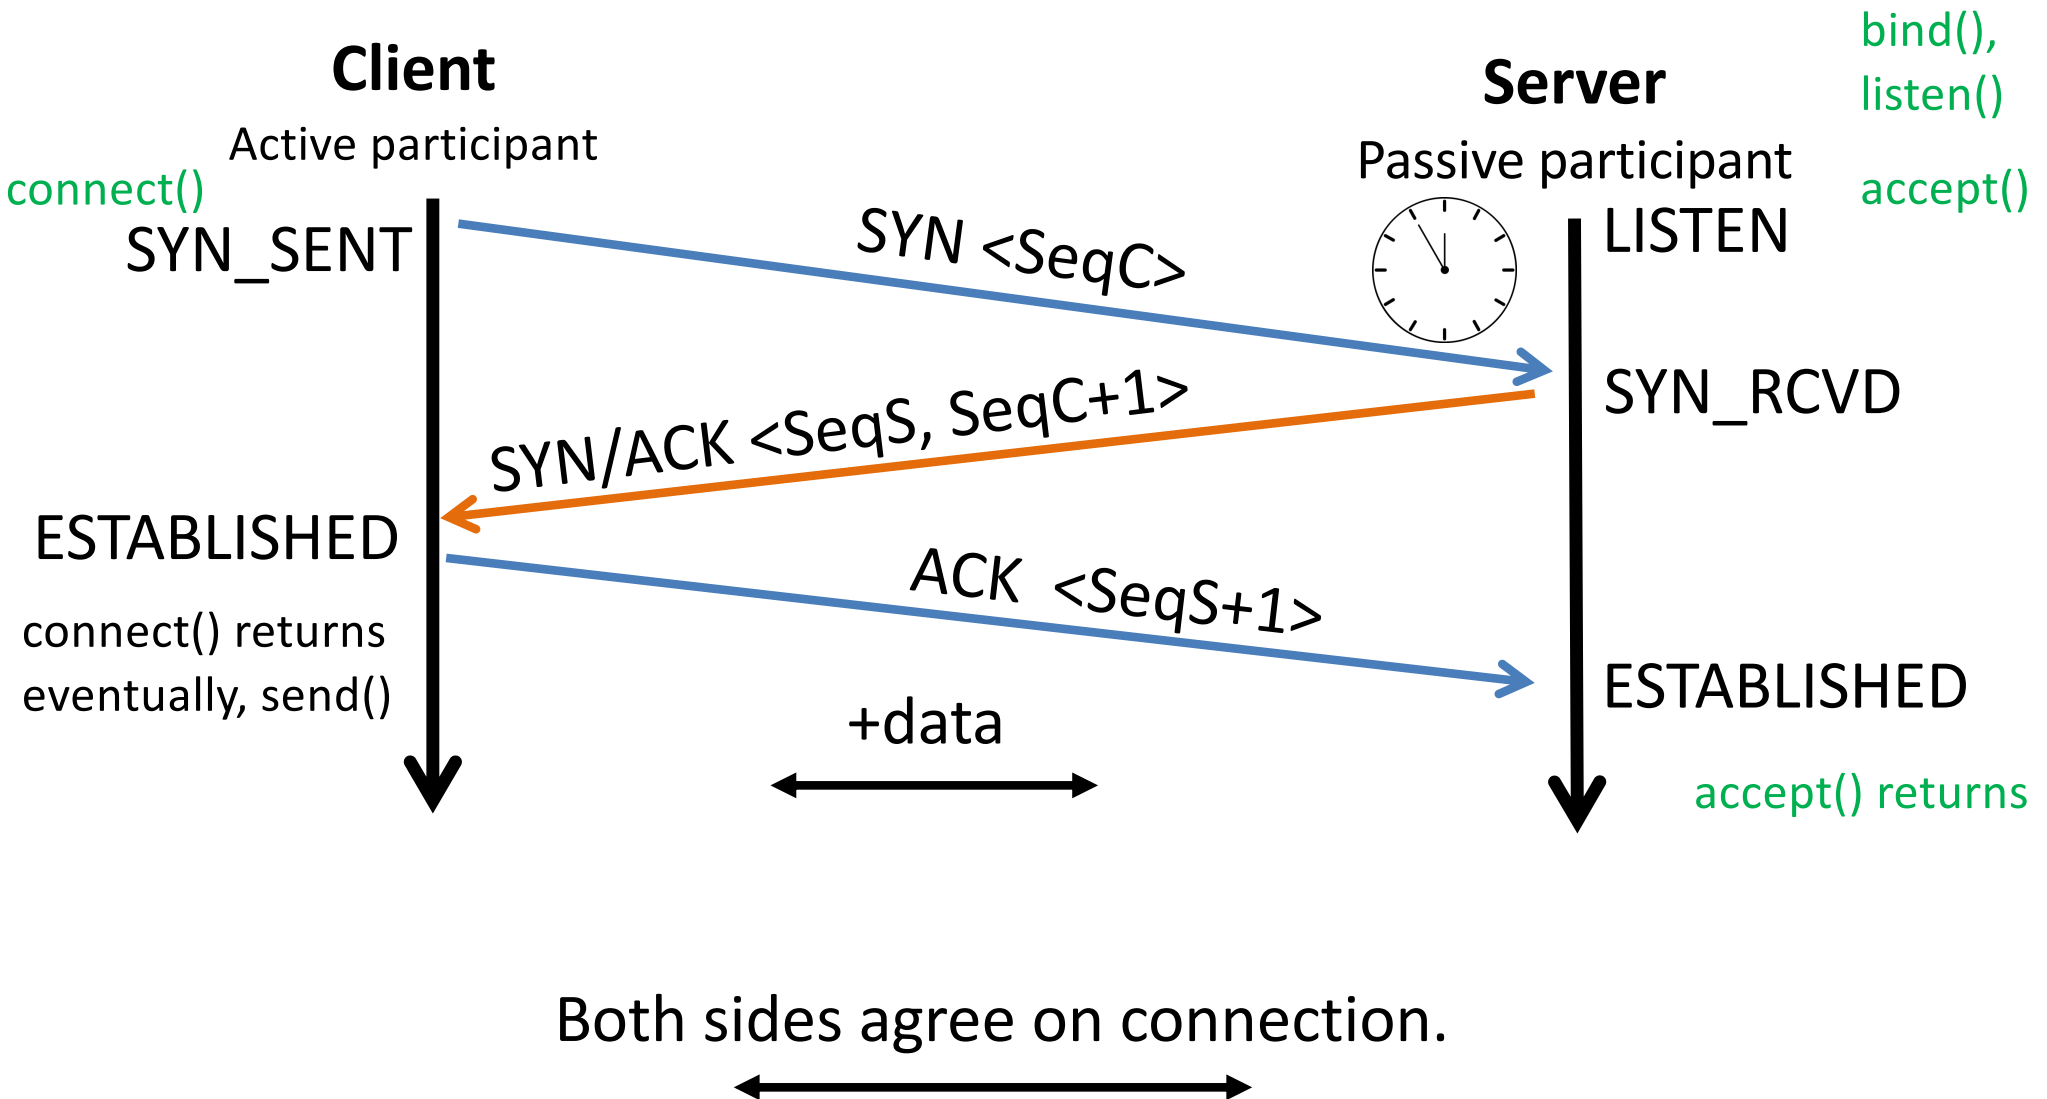 bind(),
listen()
accept()
Client
Active participant
Server
Passive participant
connect()
SYN_SENT
SYN <SeqC>
LISTEN
SYN_RCVD
SYN/ACK <SeqS, SeqC+1>
ESTABLISHED
connect() returns
eventually, send()
ACK <SeqS+1>
ESTABLISHED
+data
accept() returns
Both sides agree on connection.